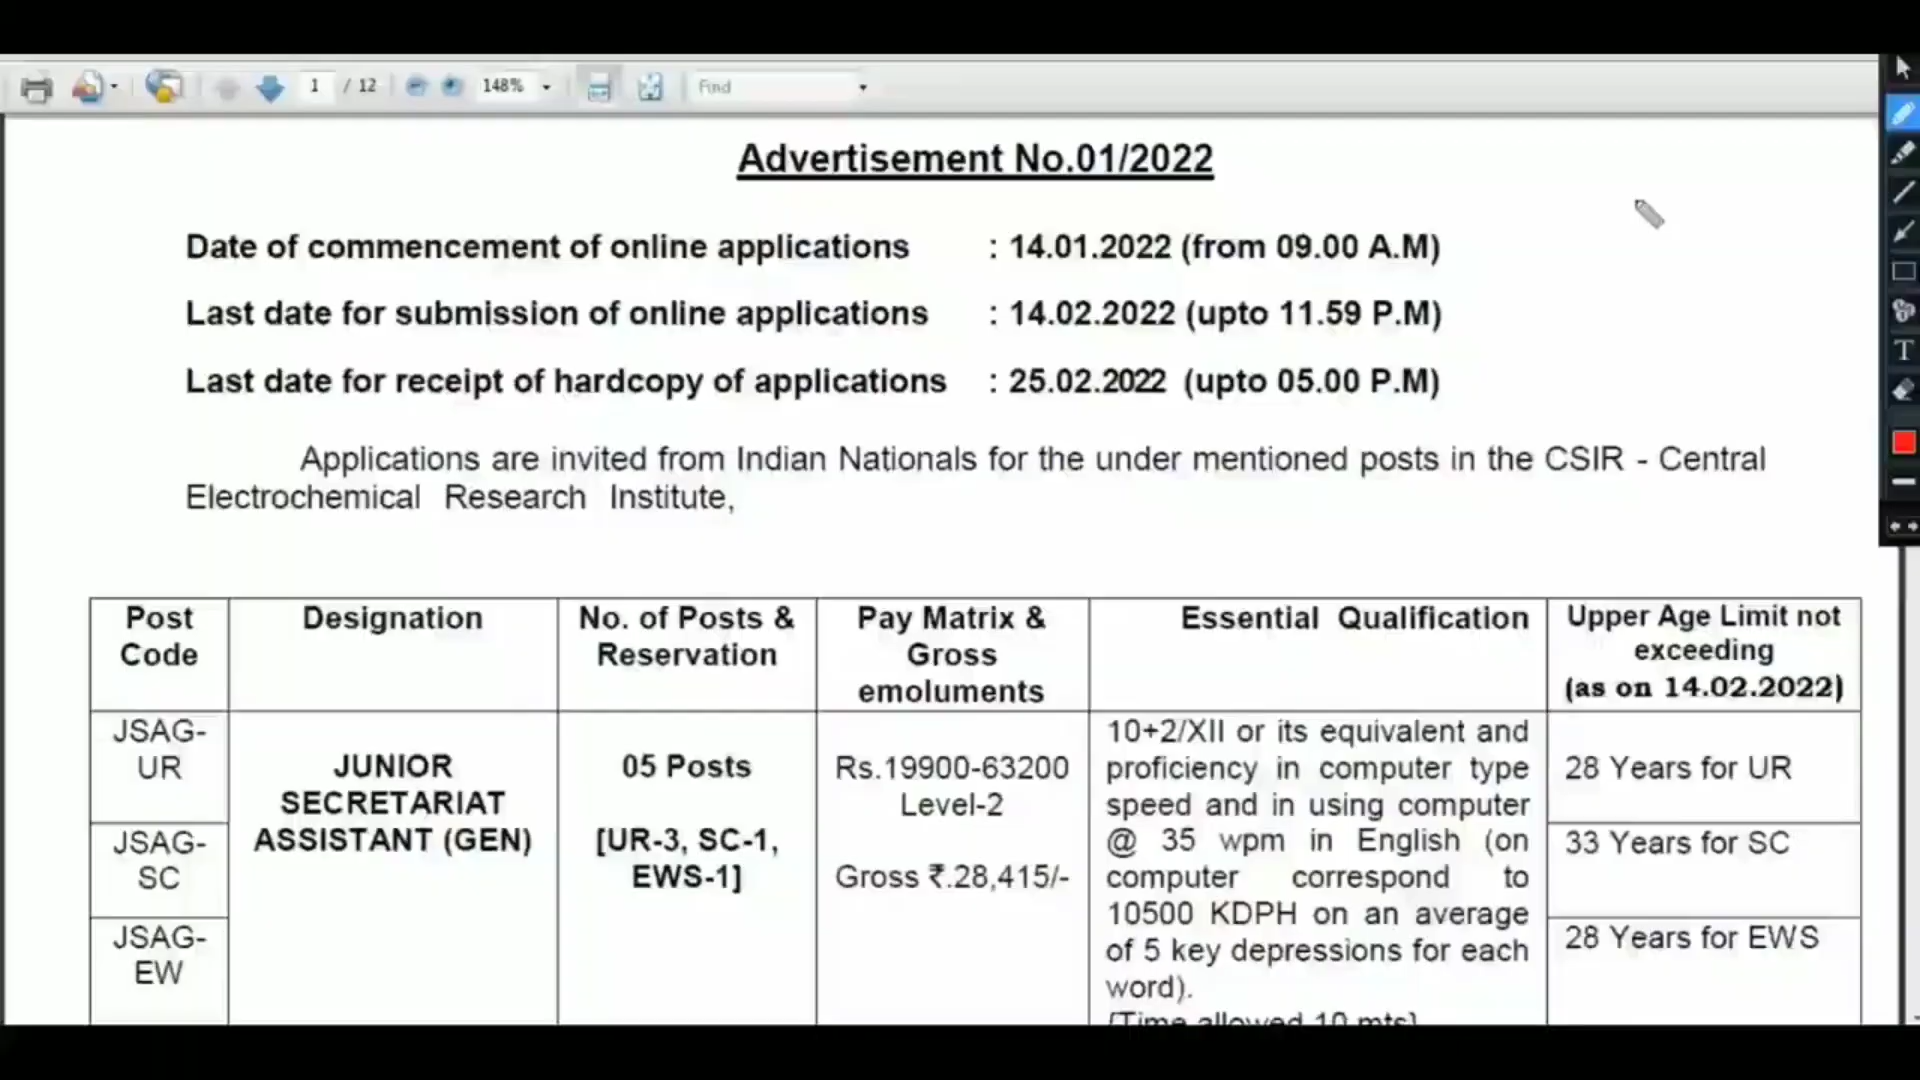 1 / 12 148% Find
Advertisement No.01/2022
Date of commencement of online applications : 14.01.2022 (from 09.00 A.M)
Last date for submission of online applications : 14.02.2022 (upto 11.59 P.M)
Last date for receipt of hardcopy of applications : 25.02.2022 (upto 05.00 P.M)
Applications are invited from Indian Nationals for the under mentioned posts in the CSIR - Central
Electrochemical Research Institute,
Post
Code
Designation
No. of Posts &
Reservation
Pay Matrix &
Gross
emoluments
Essential Qualification
Upper Age Limit not
exceeding
(as on 14.02.2022)
JSAG-
UR
JSAG-
SC
JSAG-
EW
JUNIOR
SECRETARIAT
ASSISTANT (GEN)
05 Posts
[UR-3, SC-1,
EWS-1]
Rs.19900-63200
Level-2
Gross ₹.28,415/-
10+2/XII or its equivalent and
proficiency in computer type
speed and in using computer
@ 35 wpm in English (on
computer correspond to
10500 KDPH on an average
of 5 key depressions for each
word).
(Time allowed 10 mts)
28 Years for UR
33 Years for SC
28 Years for EWS
T